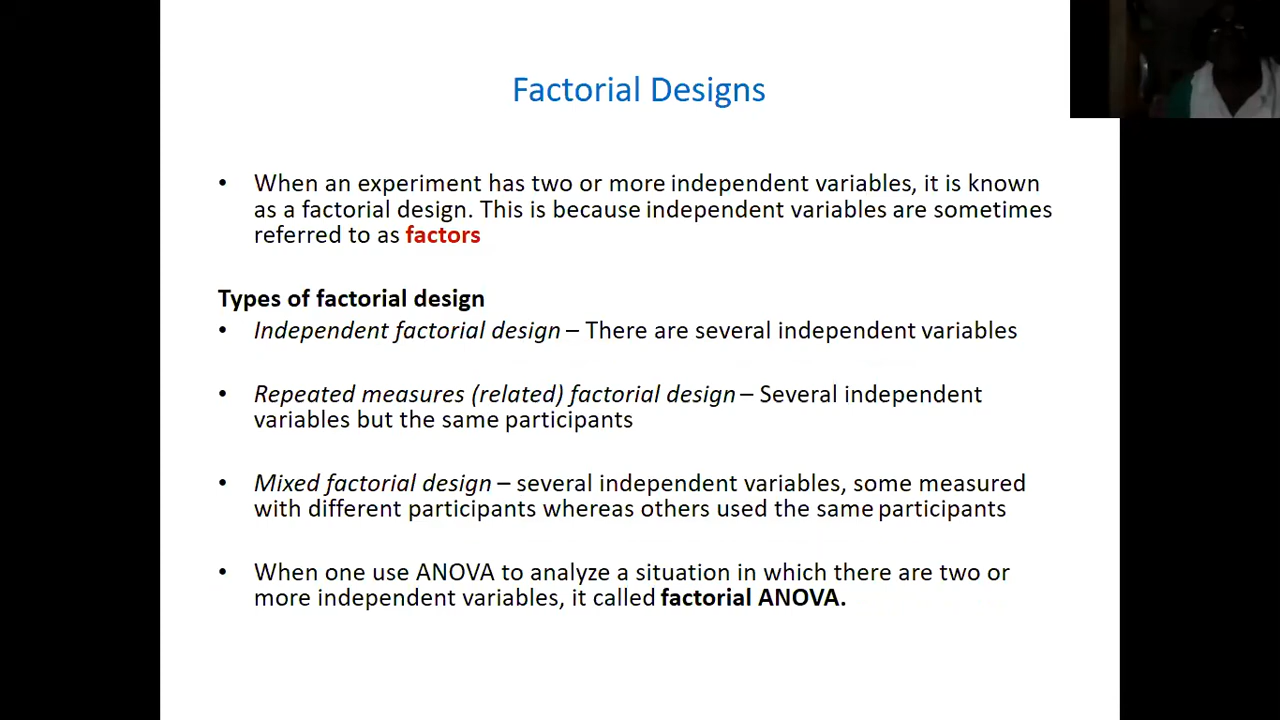 Factorial Designs
• When an experiment has two or more independent variables, it is known
as a factorial design. This is because independent variables are sometimes
referred to as factors
Types of factorial design
• Independent factorial design – There are several independent variables
• Repeated measures (related) factorial design – Several independent
variables but the same participants
• Mixed factorial design – several independent variables, some measured
with different participants whereas others used the same participants
• When one use ANOVA to analyze a situation in which there are two or
more independent variables, it called factorial ANOVA.